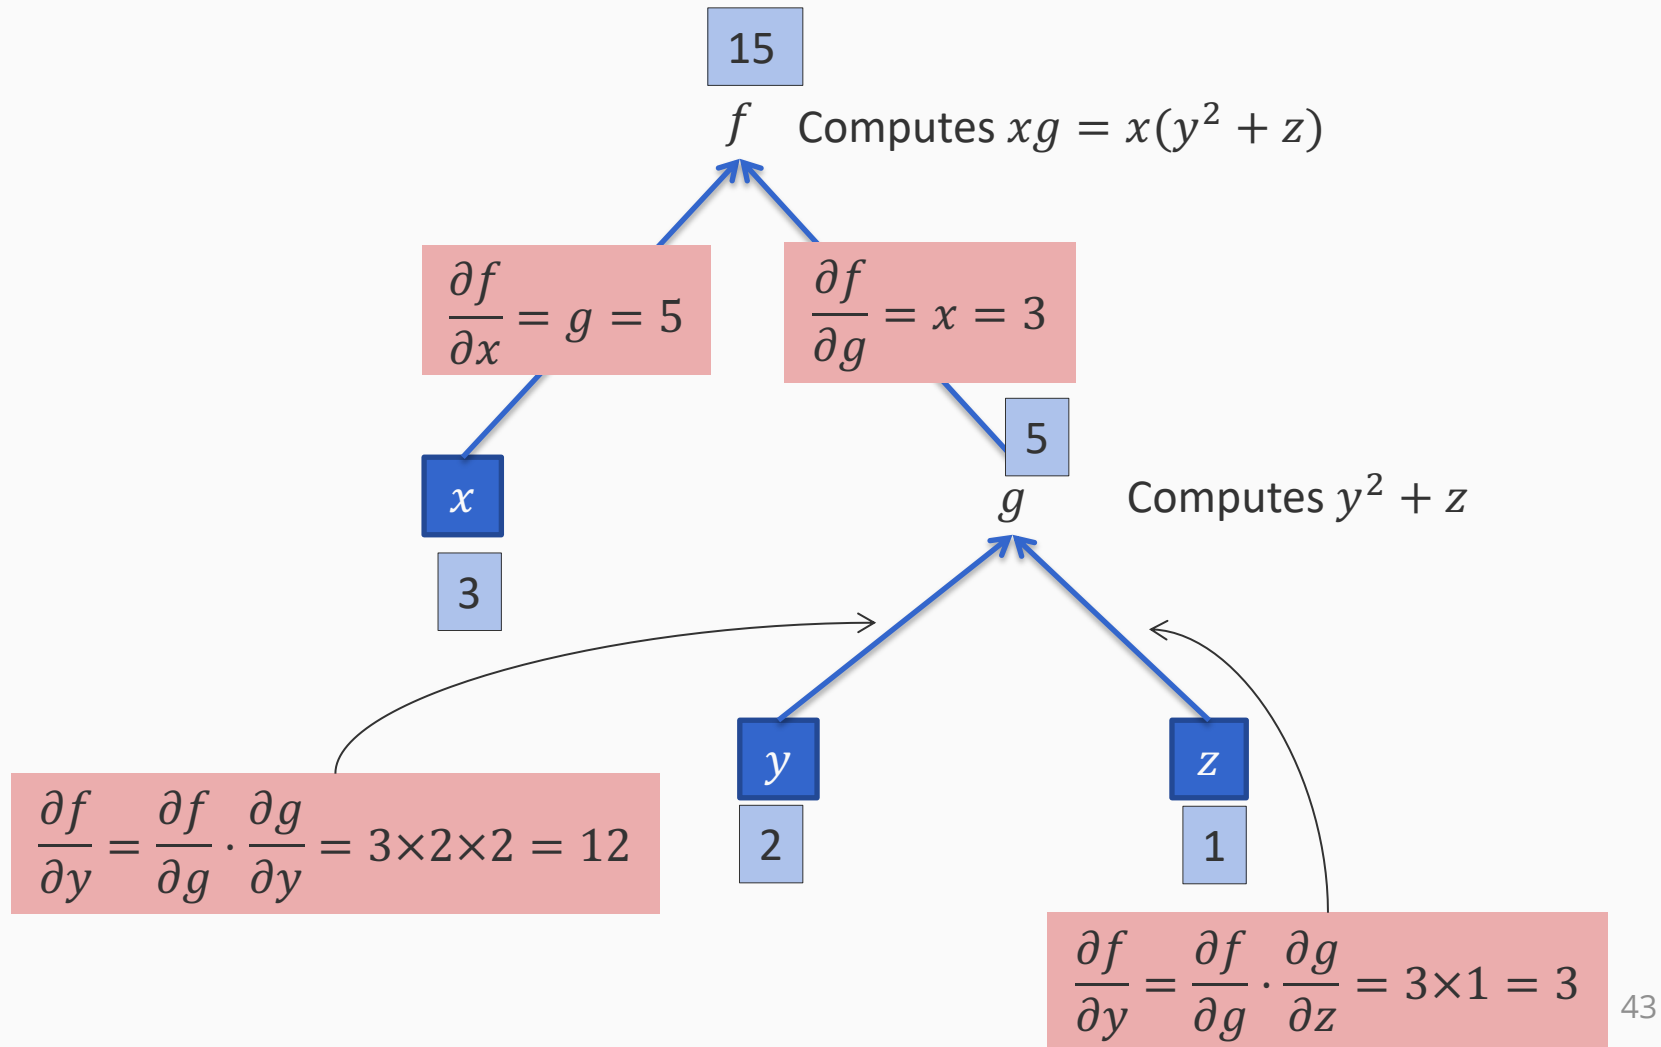 15
f Computes xg = x(y² + z)
∂f/∂x = g = 5
∂f/∂g = x = 3
5
x
g Computes y² + z
3
y
z
∂f/∂y = ∂f/∂g · ∂g/∂y = 3×2×2 = 12
2
1
∂f/∂y = ∂f/∂g · ∂g/∂z = 3×1 = 3
43